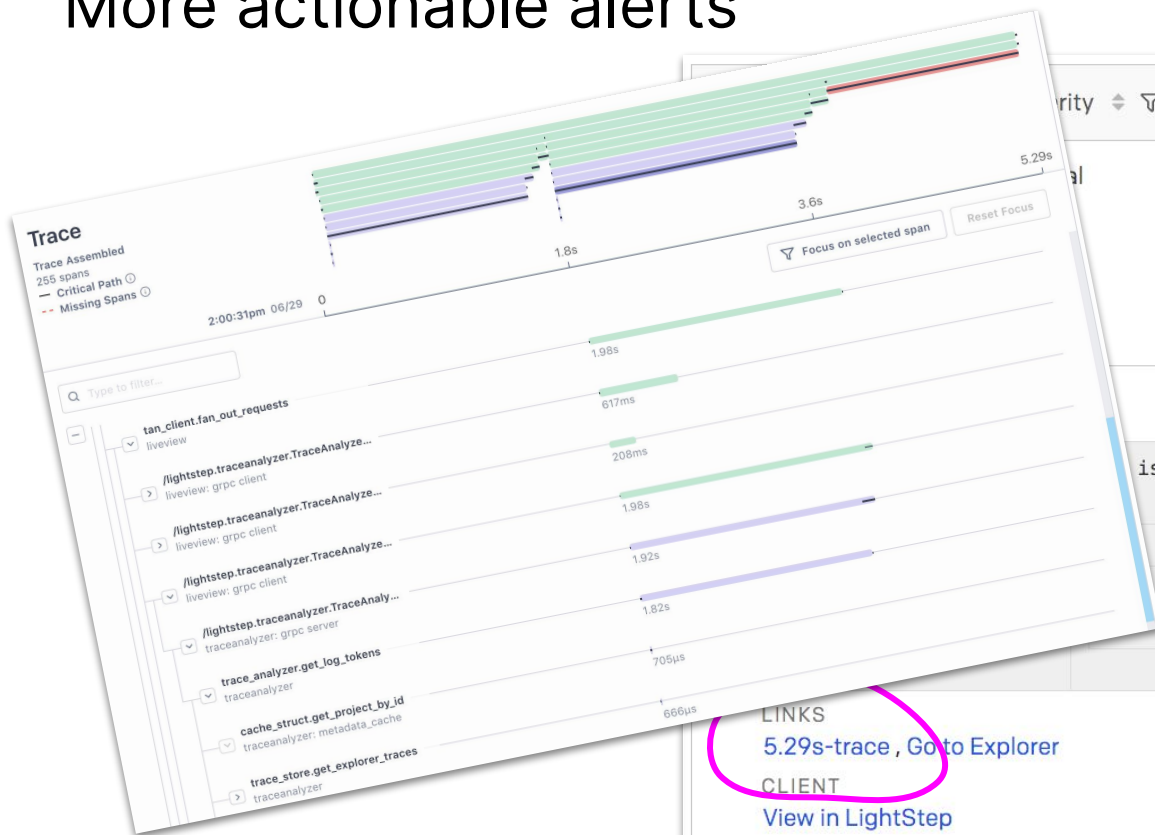 More actionable alerts
rity
al
5.29s
3.6s
1.8s
0
2:00:31pm 06/29
Trace
Trace Assembled
255 spans
Critical Path
Missing Spans
Focus on selected span
Reset Focus
Type to filter...
tan_client.fan_out_requests
liveview
1.98s
/lightstep.traceanalyzer.TraceAnalyze...
liveview: grpc client
617ms
/lightstep.traceanalyzer.TraceAnalyze...
liveview: grpc client
208ms
/lightstep.traceanalyzer.TraceAnalyze...
liveview: grpc client
1.98s
/lightstep.traceanalyzer.TraceAnaly...
traceanalyzer: grpc server
1.92s
trace_analyzer.get_log_tokens
traceanalyzer
1.82s
cache_struct.get_project_by_id
traceanalyzer: metadata_cache
705µs
trace_store.get_explorer_traces
traceanalyzer
666µs
is
LINKS
5.29s-trace , Go to Explorer
CLIENT
View in LightStep